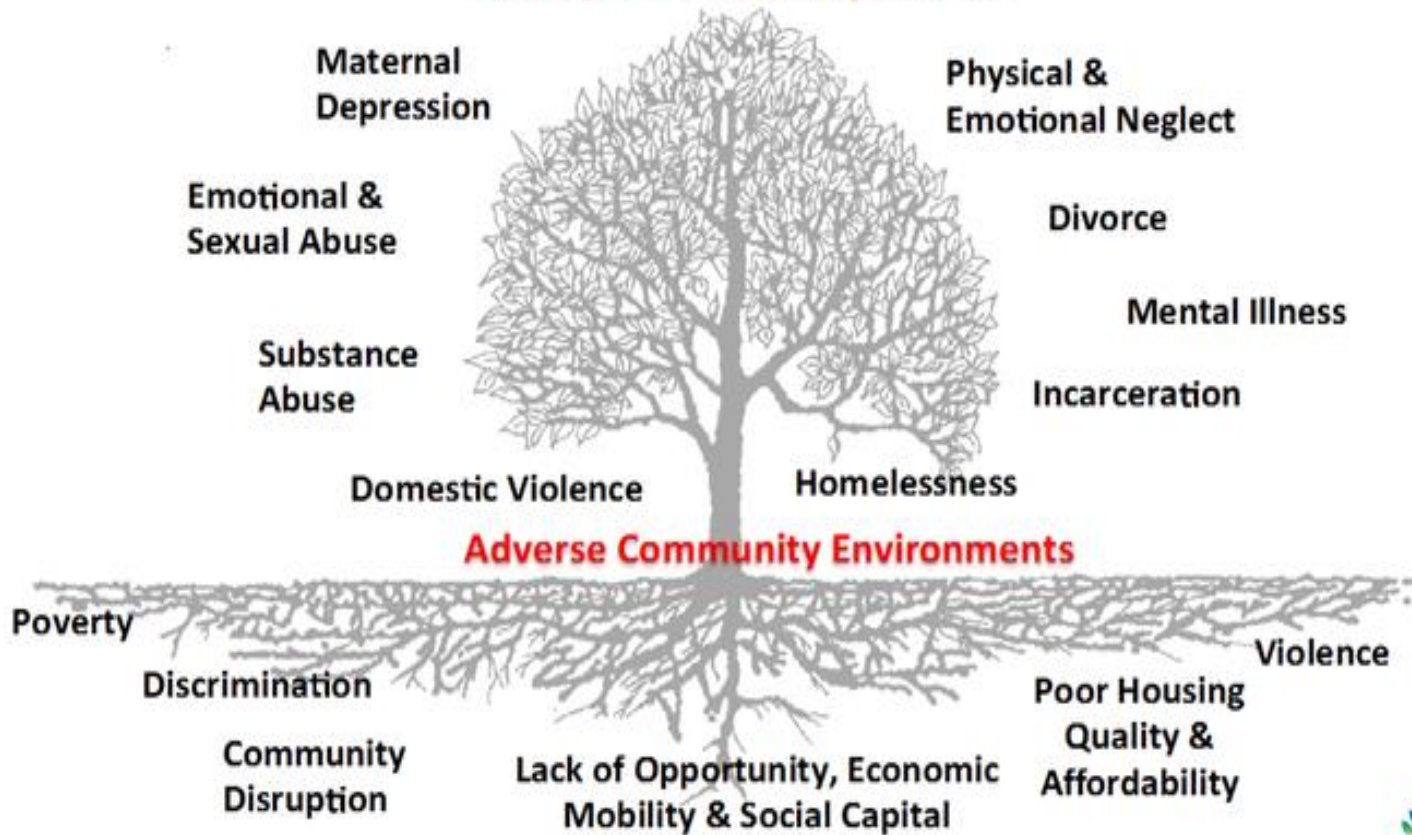 Maternal
Depression
Physical &
Emotional Neglect
Emotional &
Sexual Abuse
Divorce
Mental Illness
Substance
Abuse
Incarceration
Domestic Violence
Homelessness
Adverse Community Environments
Poverty
Violence
Discrimination
Poor Housing
Quality &
Affordability
Community
Disruption
Lack of Opportunity, Economic
Mobility & Social Capital